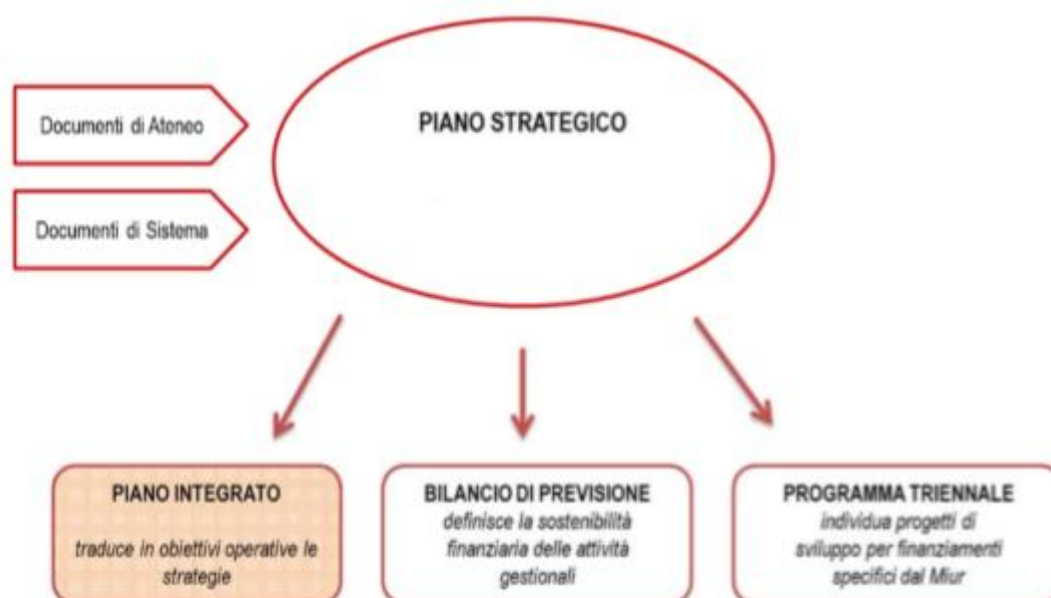 PIANO STRATEGICO
Documenti di Ateneo
Documenti di Sistema
PIANO INTEGRATO
traduce in obiettivi operative le
strategie
BILANCIO DI PREVISIONE
definisce la sostenibilità
finanziaria delle attività
gestionali
PROGRAMMA TRIENNALE
individua progetti di
sviluppo per finanziamenti
specifici dal Miur